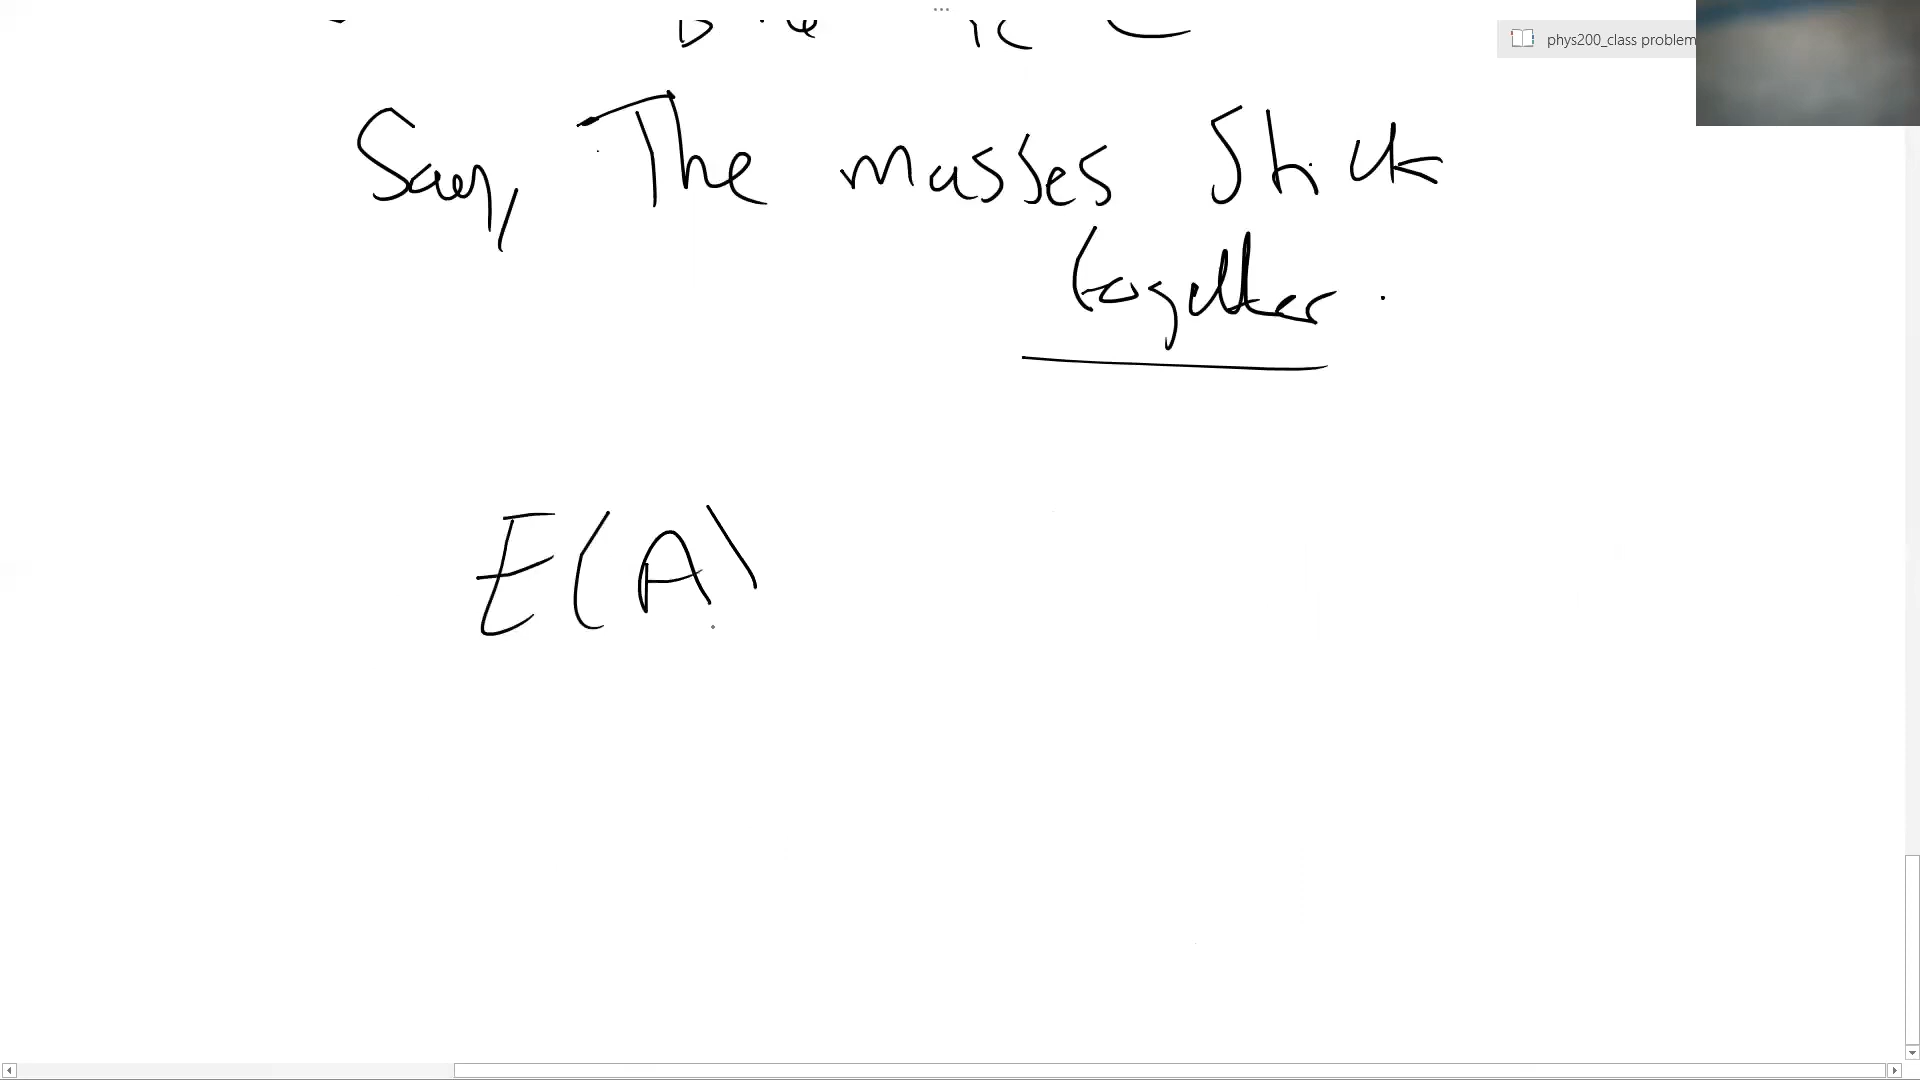 phys200_class problem
Say, The masses Stick
together.
E(A)